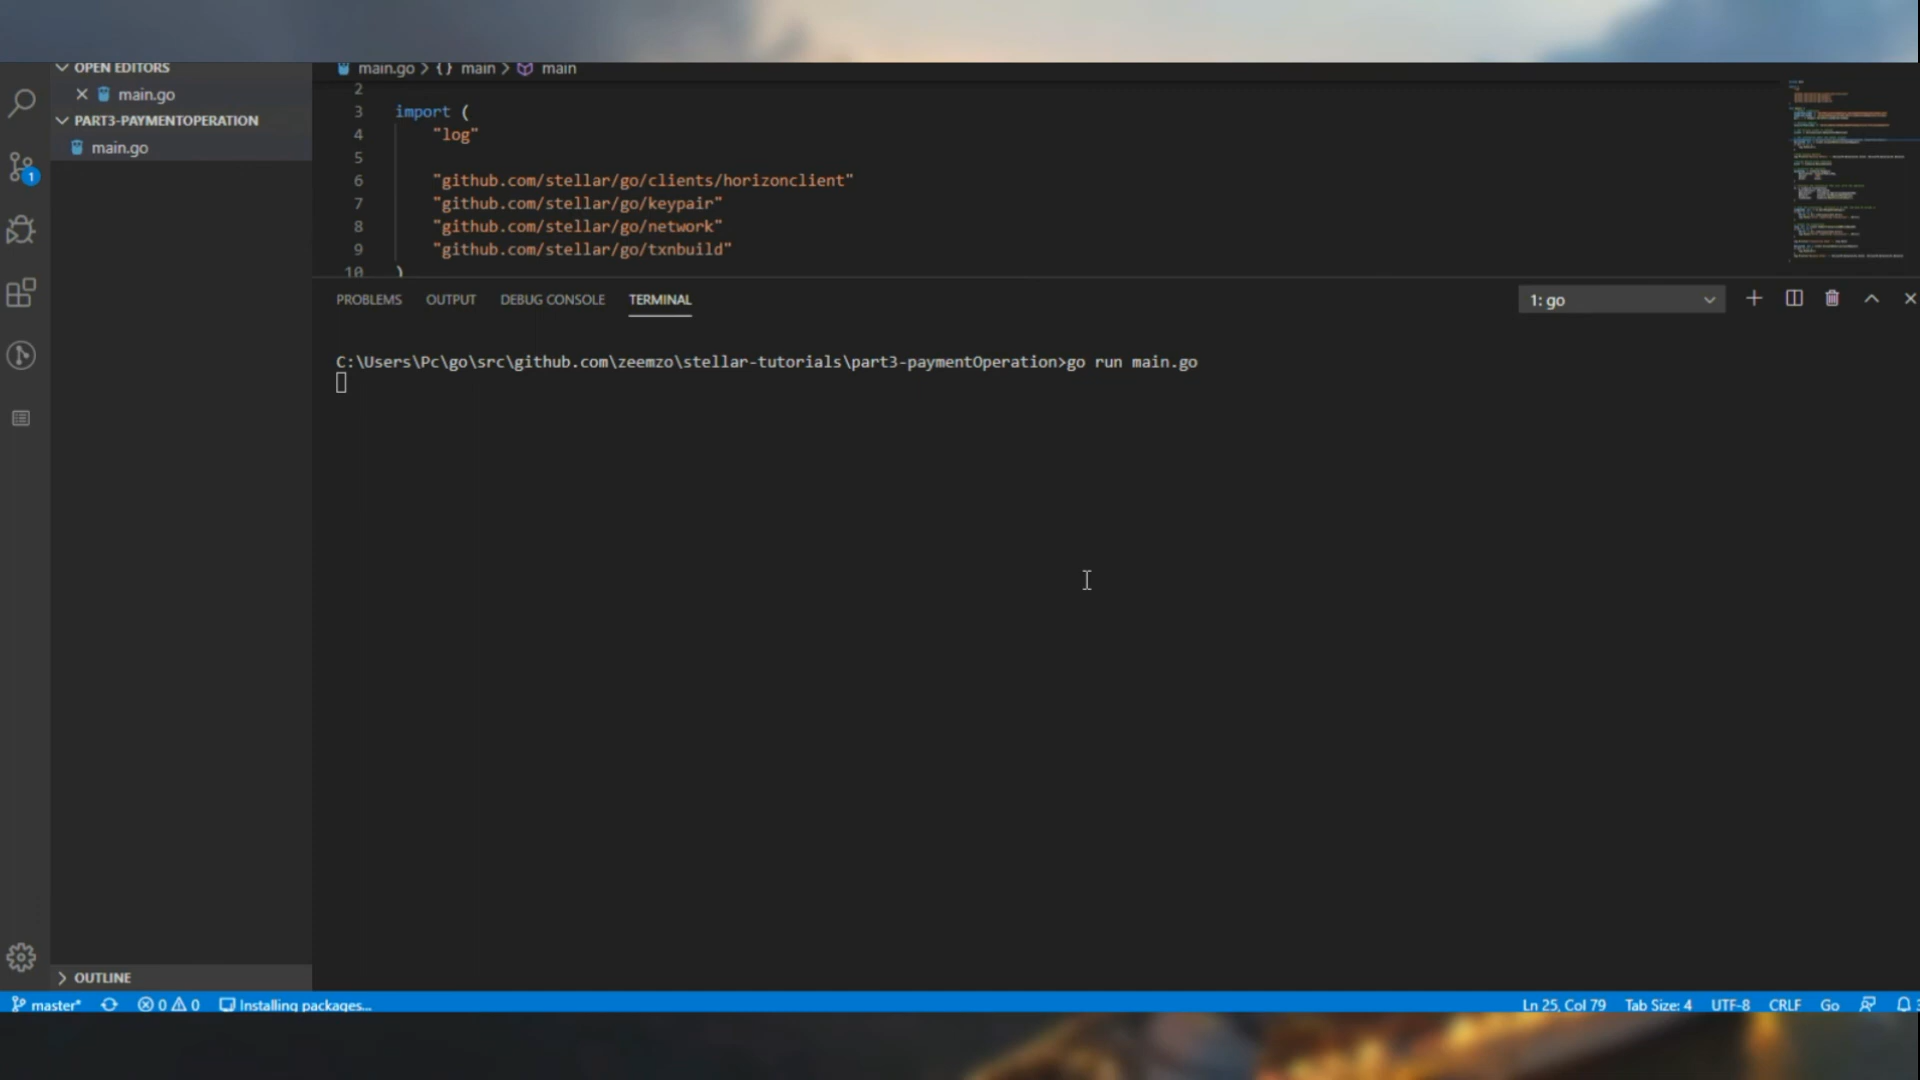 OPEN EDITORS
main.go
PART3-PAYMENTOPERATION
main.go
1
OUTLINE
main.go > {} main > main
2
3 import (
4 "log"
5
6 "github.com/stellar/go/clients/horizonclient"
7 "github.com/stellar/go/keypair"
8 "github.com/stellar/go/network"
9 "github.com/stellar/go/txnbuild"
10 )
PROBLEMS OUTPUT DEBUG CONSOLE TERMINAL 1: go
C:\Users\Pc\go\src\github.com\zeemzo\stellar-tutorials\part3-paymentOperation>go run main.go
master* 0 0 Installing packages... Ln 25, Col 79 Tab Size: 4 UTF-8 CRLF Go